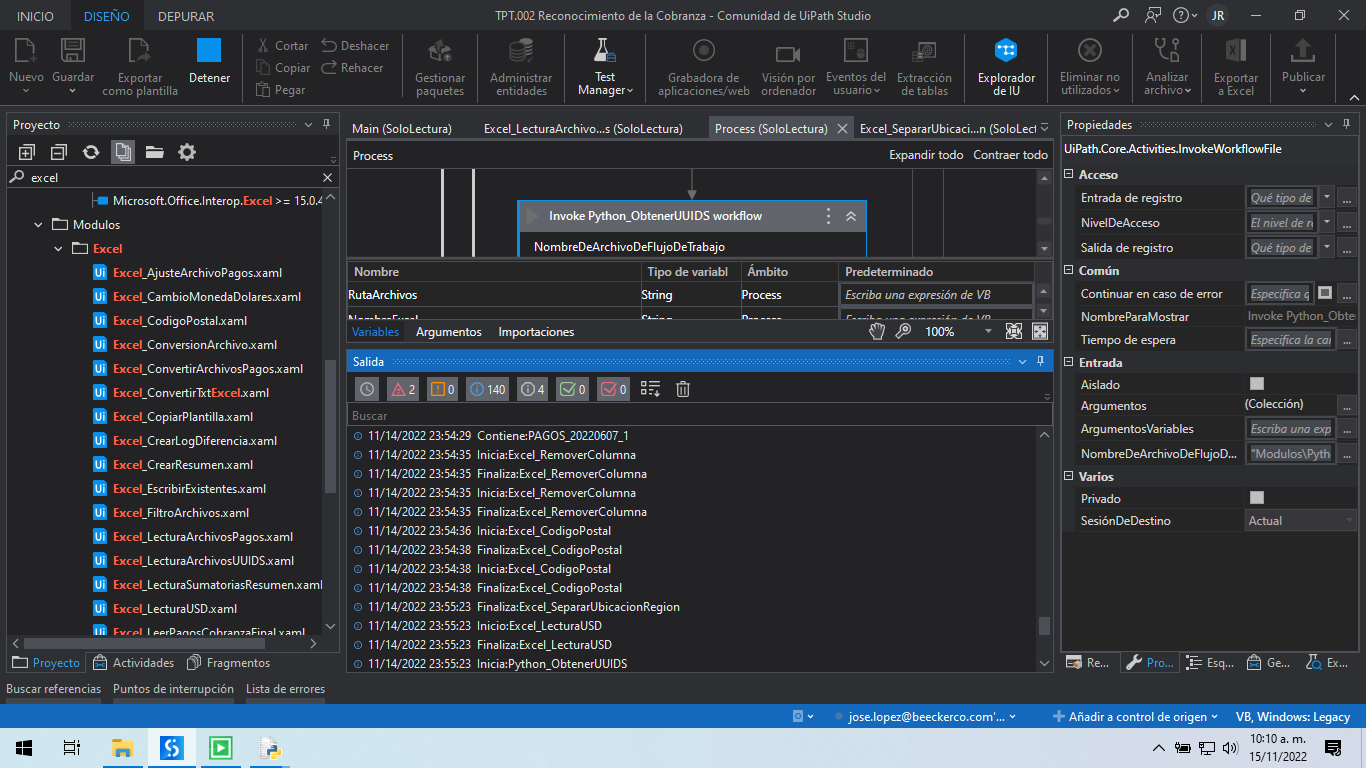 INICIO DISEÑO DEPURAR TPT.002 Reconocimiento de la Cobranza - Comunidad de UiPath Studio JR
Nuevo Guardar Exportar como plantilla Detener Cortar Copiar Pegar Deshacer Rehacer Gestionar paquetes Administrar entidades Test Manager Grabadora de aplicaciones/web Visión por ordenador Eventos del usuario Extracción de tablas Explorador de IU Eliminar no utilizados Analizar archivo Exportar a Excel Publicar
Proyecto
excel
Microsoft.Office.Interop.Excel >= 15.0.4
Modulos
Excel
Excel_AjusteArchivoPagos.xaml
Excel_CambioMonedaDolares.xaml
Excel_CodigoPostal.xaml
Excel_ConversionArchivo.xaml
Excel_ConvertirArchivosPagos.xaml
Excel_ConvertirTxtExcel.xaml
Excel_CopiarPlantilla.xaml
Excel_CrearLogDiferencia.xaml
Excel_CrearResumen.xaml
Excel_EscribirExistentes.xaml
Excel_FiltroArchivos.xaml
Excel_LecturaArchivosPagos.xaml
Excel_LecturaArchivosUUIDS.xaml
Excel_LecturaSumatoriasResumen.xaml
Excel_LecturaUSD.xaml
Excel_LeerPagosCobranzaFinal.xaml
Proyecto Actividades Fragmentos
Main (SoloLectura) Excel_LecturaArchivo...s (SoloLectura) Process (SoloLectura) Excel_SepararUbicaci...n (SoloLect
Process Expandir todo Contraer todo
Invoke Python_ObtenerUUIDS workflow
NombreDeArchivoDeFlujoDeTrabajo
Nombre Tipo de variabl Ámbito Predeterminado
RutaArchivos String Process Escriba una expresión de VB
NombreExcel String Process Escriba una expresión de VB
Variables Argumentos Importaciones 100%
Salida
2 0 140 4 0 0
Buscar
11/14/2022 23:54:29 Contiene:PAGOS_20220607_1
11/14/2022 23:54:35 Inicia:Excel_RemoverColumna
11/14/2022 23:54:35 Finaliza:Excel_RemoverColumna
11/14/2022 23:54:35 Inicia:Excel_RemoverColumna
11/14/2022 23:54:35 Finaliza:Excel_RemoverColumna
11/14/2022 23:54:36 Inicia:Excel_CodigoPostal
11/14/2022 23:54:38 Finaliza:Excel_CodigoPostal
11/14/2022 23:54:38 Inicia:Excel_CodigoPostal
11/14/2022 23:54:38 Finaliza:Excel_CodigoPostal
11/14/2022 23:55:23 Finaliza:Excel_SepararUbicacionRegion
11/14/2022 23:55:23 Inicio:Excel_LecturaUSD
11/14/2022 23:55:23 Finaliza:Excel_LecturaUSD
11/14/2022 23:55:23 Inicia:Python_ObtenerUUIDS
Propiedades
UiPath.Core.Activities.InvokeWorkflowFile
Acceso
Entrada de registro Qué tipo de ...
NivelDeAcceso El nivel de r ...
Salida de registro Qué tipo de ...
Común
Continuar en caso de error Especifica q ...
NombreParaMostrar Invoke Python_Obte
Tiempo de espera Especifica la can ...
Entrada
Aislado
Argumentos (Colección) ...
ArgumentosVariables Escriba una exp ...
NombreDeArchivoDeFlujoD... "Modulos\Pyth ...
Varios
Privado
SesiónDeDestino Actual
Re... Pro... Esq... Ge... Ex...
Buscar referencias Puntos de interrupción Lista de errores
jose.lopez@beeckerco.com'... Añadir a control de origen VB, Windows: Legacy
10:10 a. m.
15/11/2022